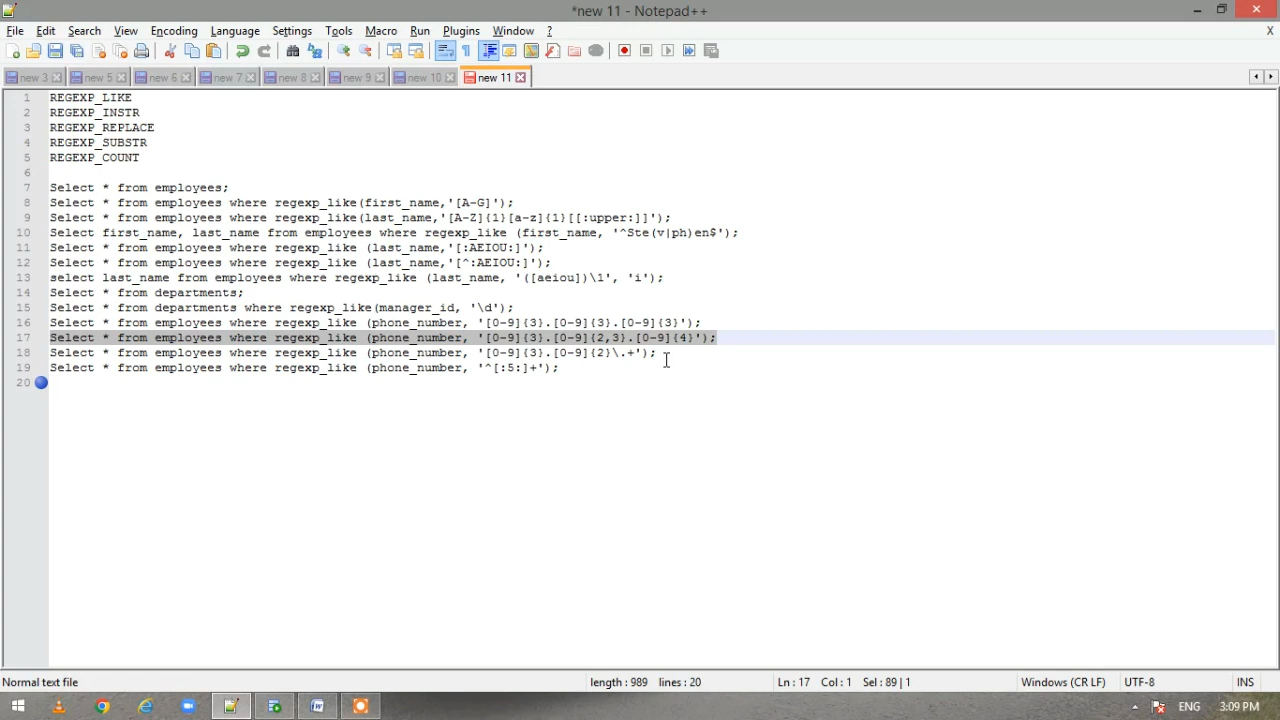 *new 11 - Notepad++
File Edit Search View Encoding Language Settings Tools Macro Run Plugins Window ? X
new 3 new 5 new 6 new 7 new 8 new 9 new 10 new 11
1 REGEXP_LIKE
2 REGEXP_INSTR
3 REGEXP_REPLACE
4 REGEXP_SUBSTR
5 REGEXP_COUNT
6
7 Select * from employees;
8 Select * from employees where regexp_like(first_name,'[A-G]');
9 Select * from employees where regexp_like(last_name,'[A-Z]{1}[a-z]{1}[[:upper:]]');
10 Select first_name, last_name from employees where regexp_like (first_name, '^Ste(v|ph)en$');
11 Select * from employees where regexp_like (last_name,'[:AEIOU:]');
12 Select * from employees where regexp_like (last_name,'[^:AEIOU:]');
13 select last_name from employees where regexp_like (last_name, '([aeiou])\1', 'i');
14 Select * from departments;
15 Select * from departments where regexp_like(manager_id, '\d');
16 Select * from employees where regexp_like (phone_number, '[0-9]{3}.[0-9]{3}.[0-9]{3}');
17 Select * from employees where regexp_like (phone_number, '[0-9]{3}.[0-9]{2,3}.[0-9]{4}');
18 Select * from employees where regexp_like (phone_number, '[0-9]{3}.[0-9]{2}\.+');
19 Select * from employees where regexp_like (phone_number, '^[:5:]+');
20
Normal text file length : 989 lines : 20 Ln : 17 Col : 1 Sel : 89 | 1 Windows (CR LF) UTF-8 INS
ENG 3:09 PM